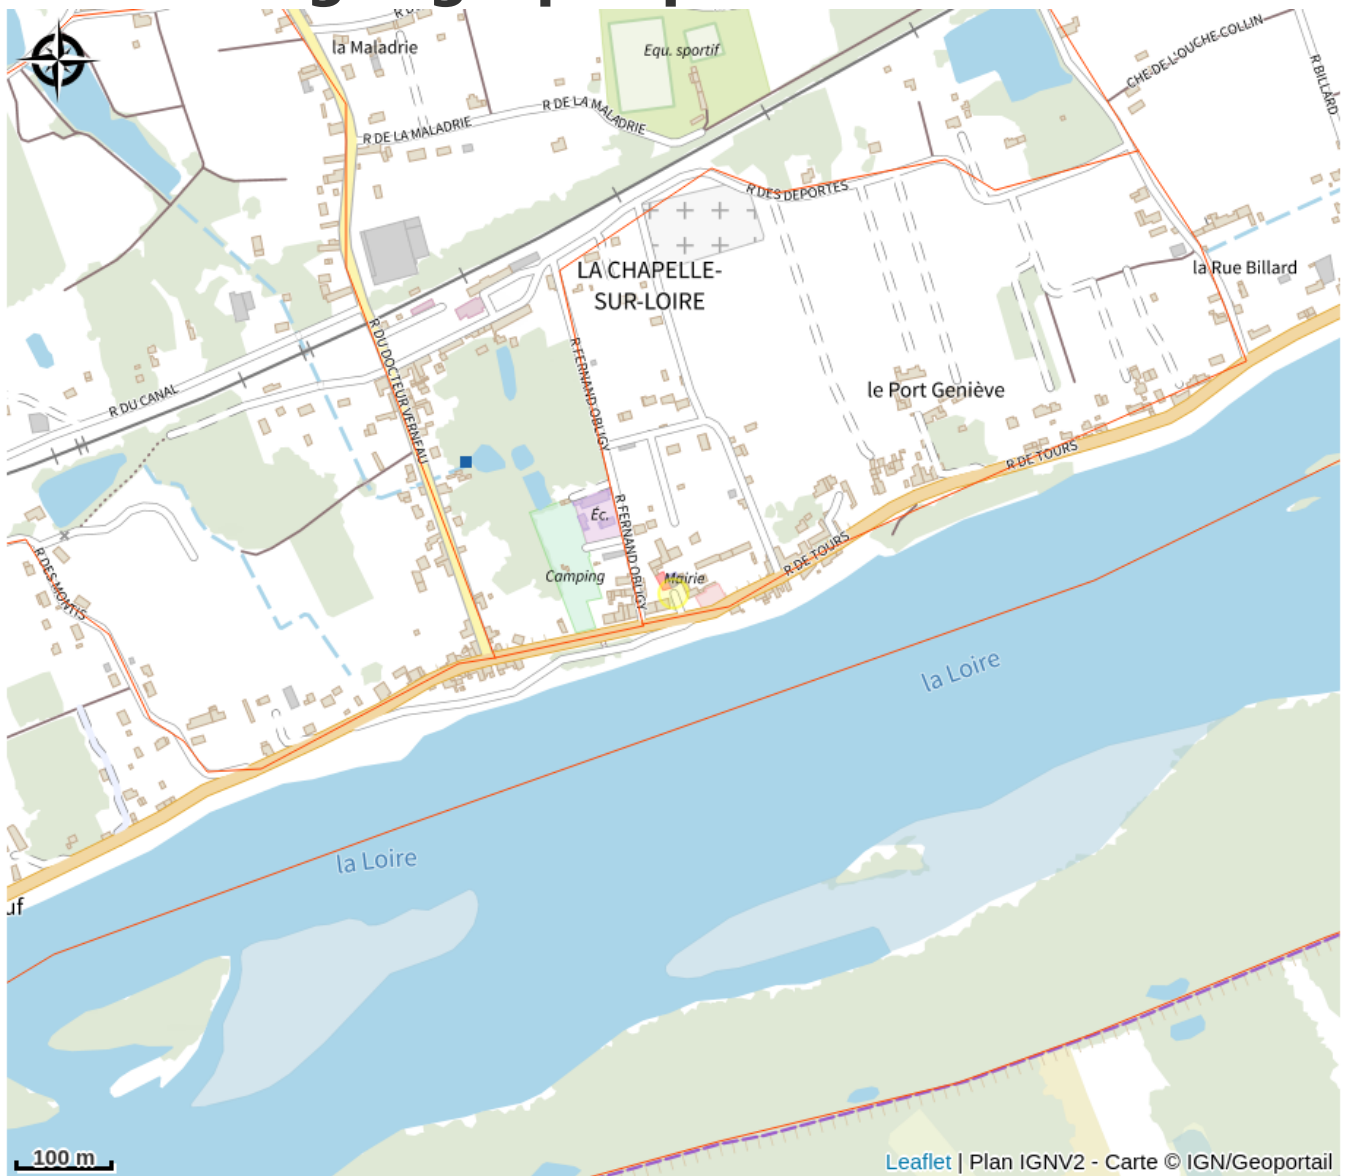 la Maladrie
Equ. sportif
CHE-DE-L'OUCHE-COLLIN
R BILLARD
R DE LA MALADRIE
R DE LA MALADRIE
R DES DEPORTES
LA CHAPELLE-
SUR-LOIRE
la Rue Billard
R DU DOCTEUR VERNEAU
R FERNAND OBLIGY
R DU CANAL
le Port Geniève
R DE TOURS
R FERNAND OBLIGY
Éc.
R DE TOURS
Camping
Mairie
R DES MONTIS
la Loire
la Loire
uf
100 m
Leaflet | Plan IGNV2 - Carte © IGN/Geoportail